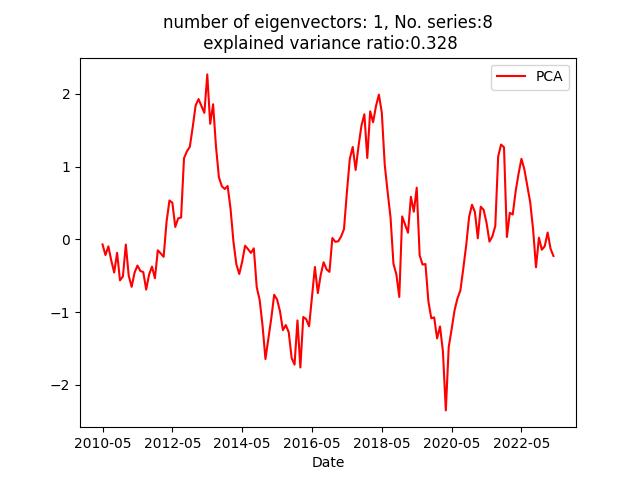 number of eigenvectors: 1, No. series:8
explained variance ratio:0.328
PCA
2
1
0
−1
−2
2010-05 2012-05 2014-05 2016-05 2018-05 2020-05 2022-05
Date